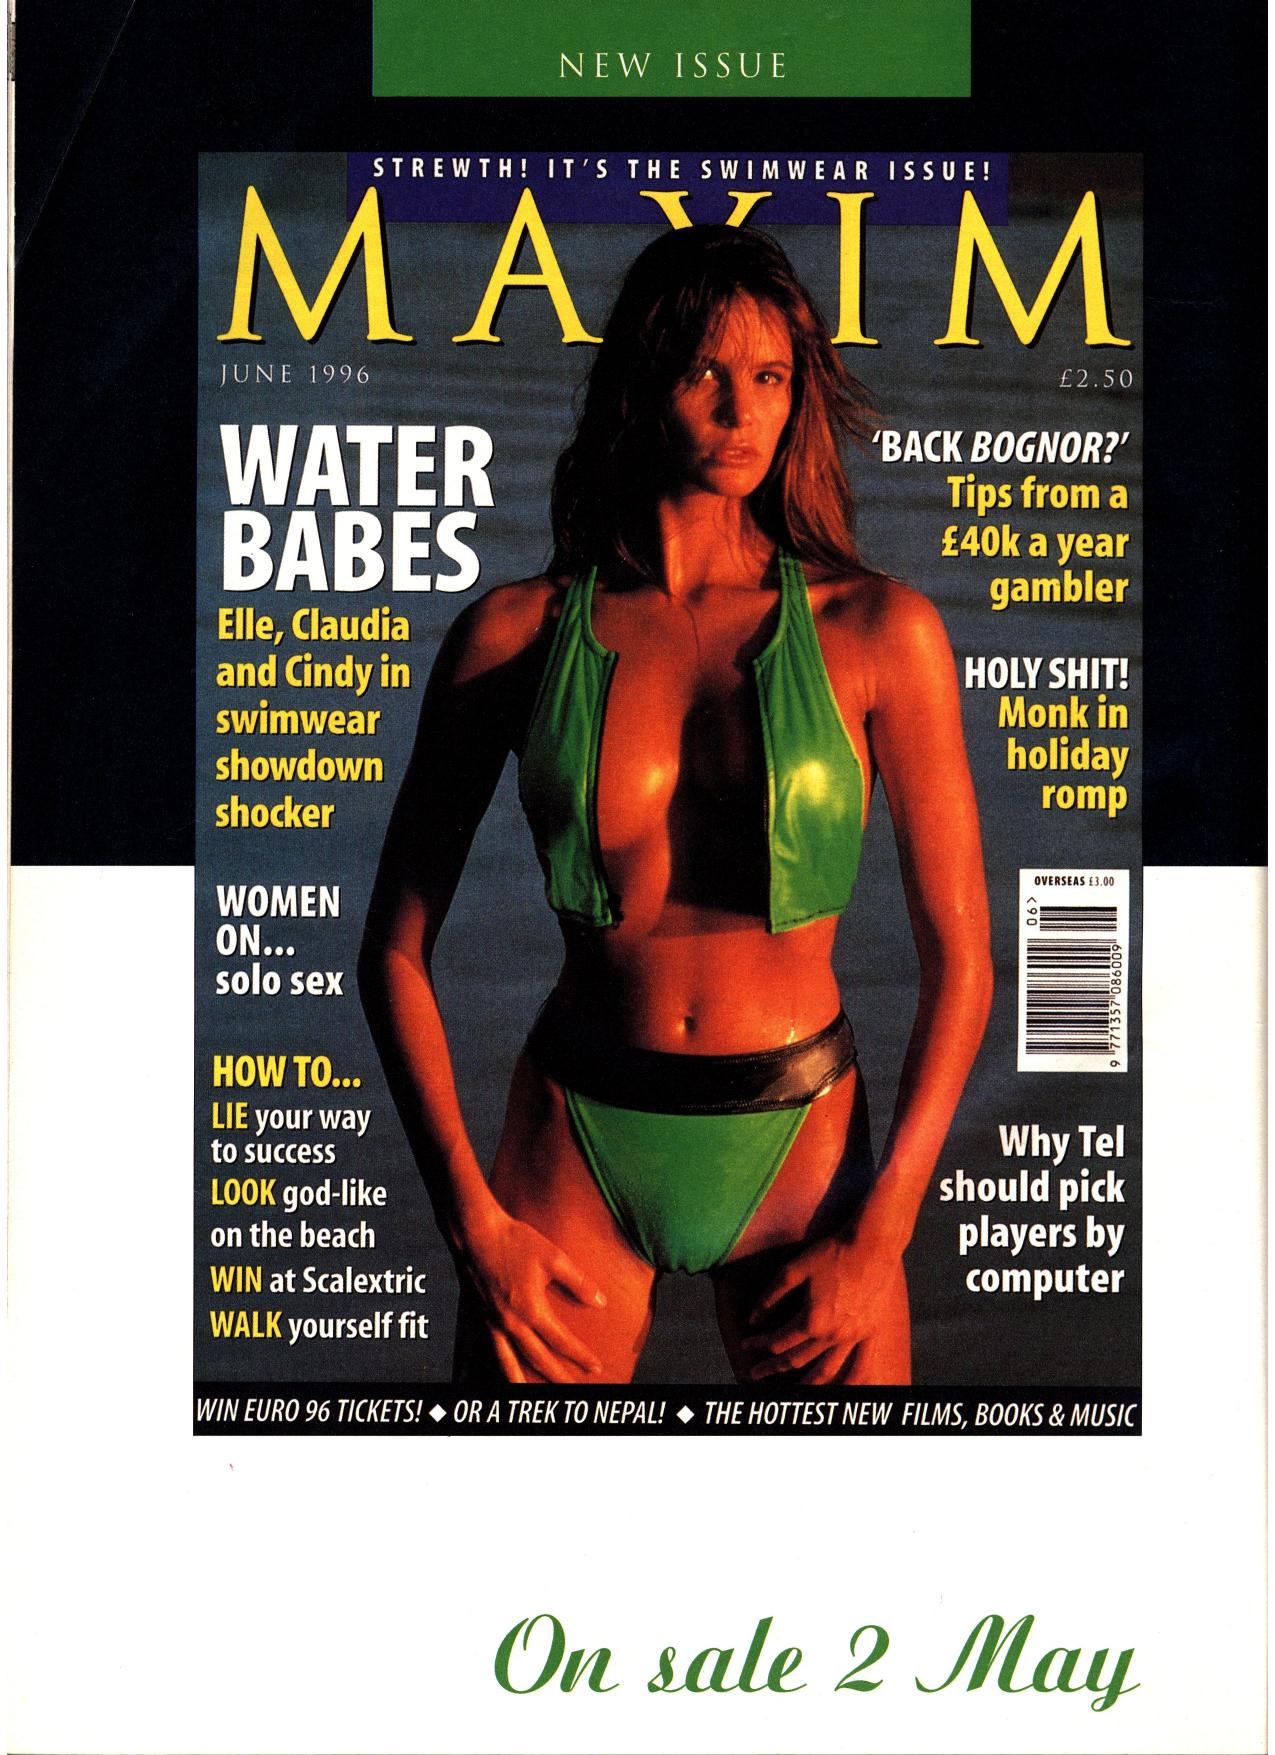 NEW ISSUE
STREWTH! IT'S THE SWIMWEAR ISSUE!
MAXIM
JUNE 1996
£2.50
WATER
BABES
Elle, Claudia
and Cindy in
swimwear
showdown
shocker
WOMEN
ON...
solo sex
HOW TO...
LIE your way
to success
LOOK god-like
on the beach
WIN at Scalextric
WALK yourself fit
'BACK BOGNOR?'
Tips from a
£40k a year
gambler
HOLY SHIT!
Monk in
holiday
romp
OVERSEAS £3.00
06>
9 771357 086009
Why Tel
should pick
players by
computer
WIN EURO 96 TICKETS! ◆ OR A TREK TO NEPAL! ◆ THE HOTTEST NEW FILMS, BOOKS & MUSIC
On sale 2 May